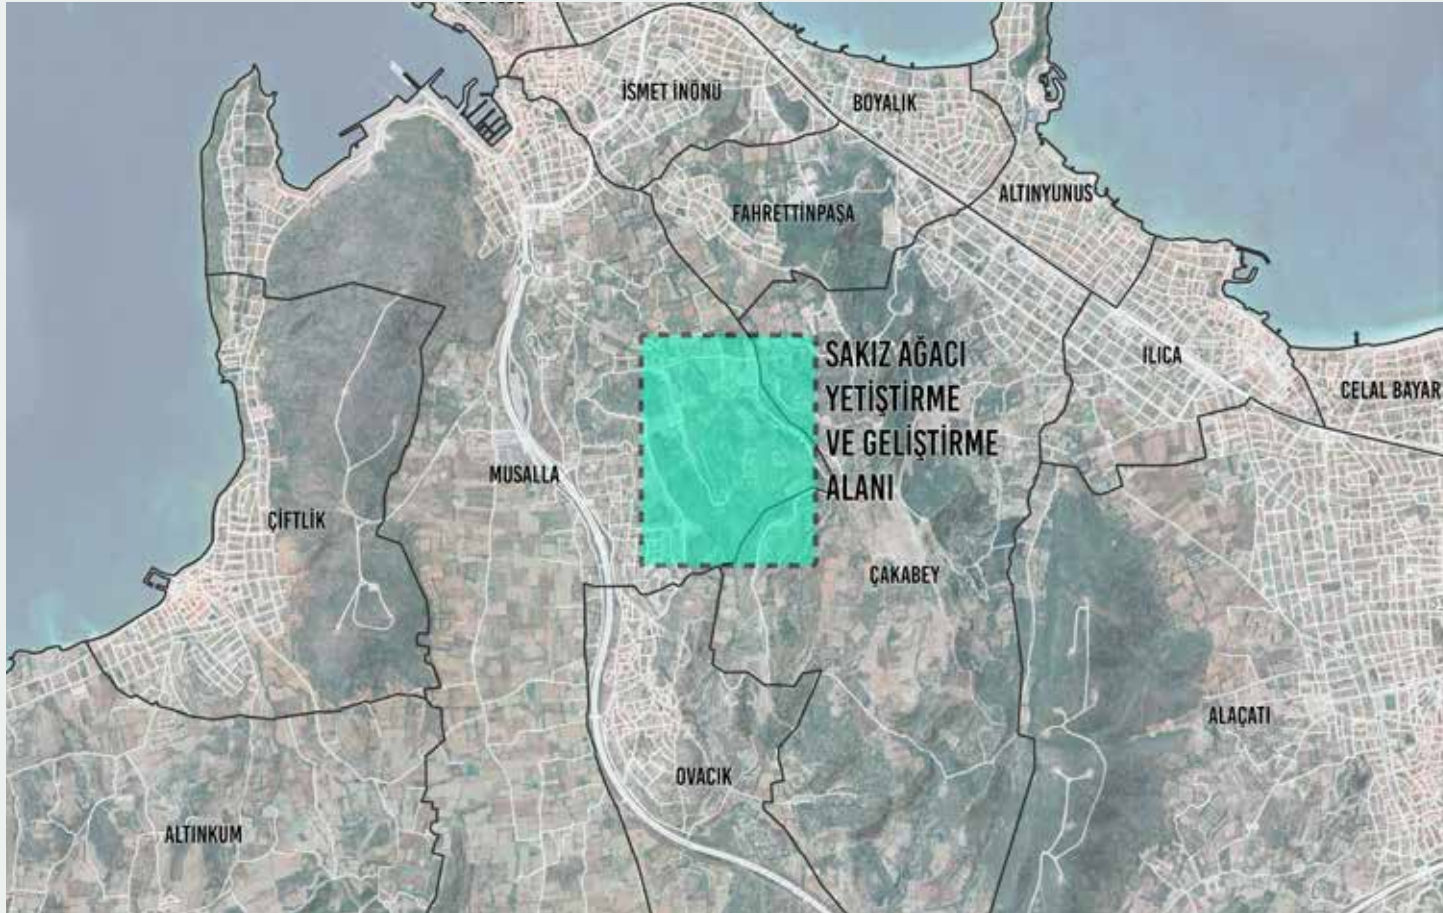 İSMET İNÖNÜ
BOYALIK
ALTINYUNUS
FAHRETTİNPAŞA
SAKIZ AĞACI
YETİŞTİRME
VE GELİŞTİRME
ALANI
ILICA
CELAL BAYAR
MUSALLA
ÇİFTLİK
ÇAKABEY
ALAÇATI
OVACIK
ALTINKUM